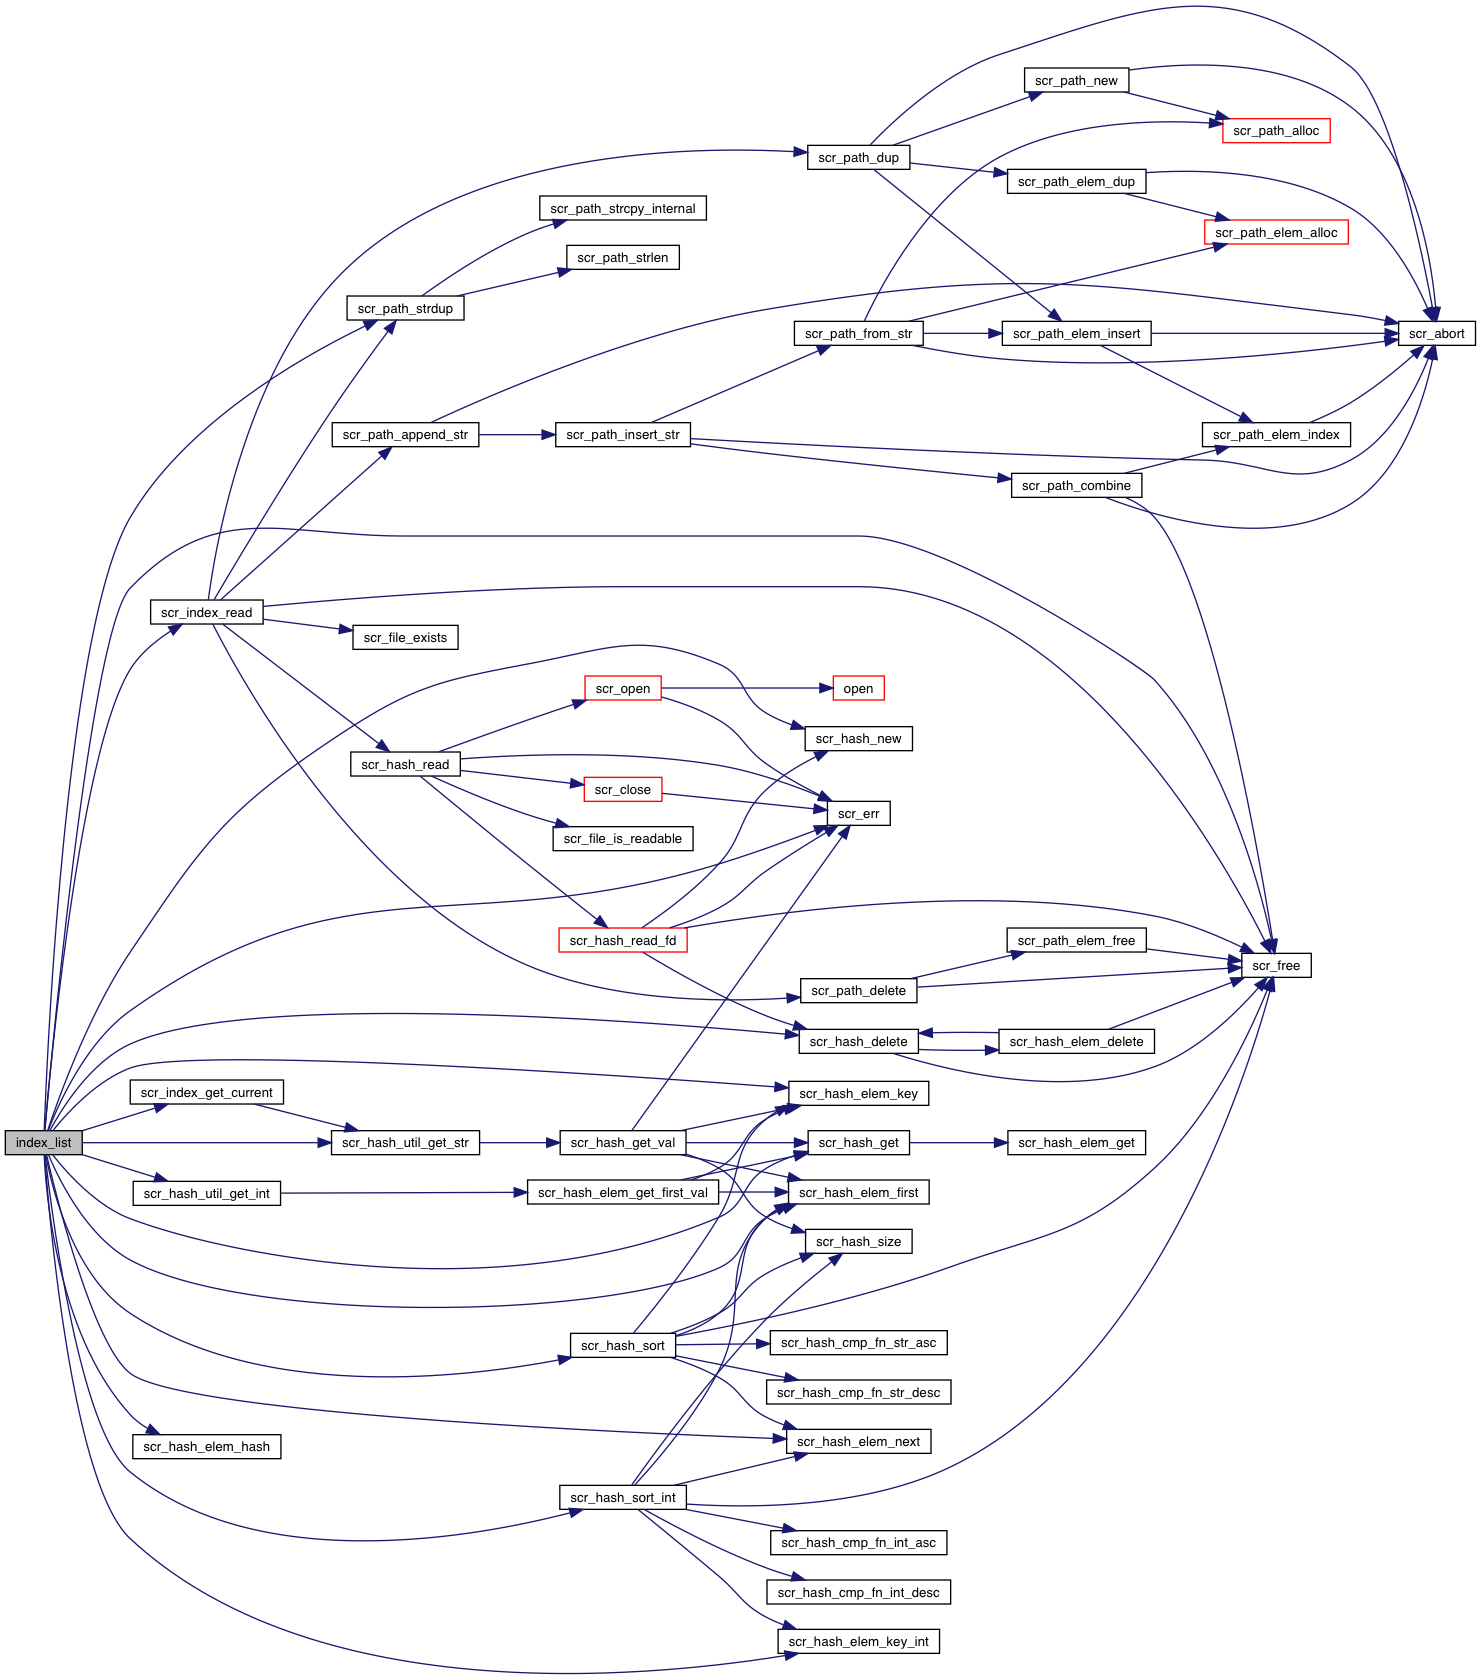 scr_path_new
scr_path_alloc
scr_path_dup
scr_path_elem_dup
scr_path_strcpy_internal
scr_path_elem_alloc
scr_path_strlen
scr_path_strdup
scr_path_from_str
scr_path_elem_insert
scr_abort
scr_path_append_str
scr_path_insert_str
scr_path_elem_index
scr_path_combine
scr_index_read
scr_file_exists
scr_open
open
scr_hash_new
scr_hash_read
scr_close
scr_err
scr_file_is_readable
scr_hash_read_fd
scr_path_elem_free
scr_free
scr_path_delete
scr_hash_delete
scr_hash_elem_delete
scr_index_get_current
scr_hash_elem_key
index_list
scr_hash_util_get_str
scr_hash_get_val
scr_hash_get
scr_hash_elem_get
scr_hash_util_get_int
scr_hash_elem_get_first_val
scr_hash_elem_first
scr_hash_size
scr_hash_sort
scr_hash_cmp_fn_str_asc
scr_hash_cmp_fn_str_desc
scr_hash_elem_hash
scr_hash_elem_next
scr_hash_sort_int
scr_hash_cmp_fn_int_asc
scr_hash_cmp_fn_int_desc
scr_hash_elem_key_int